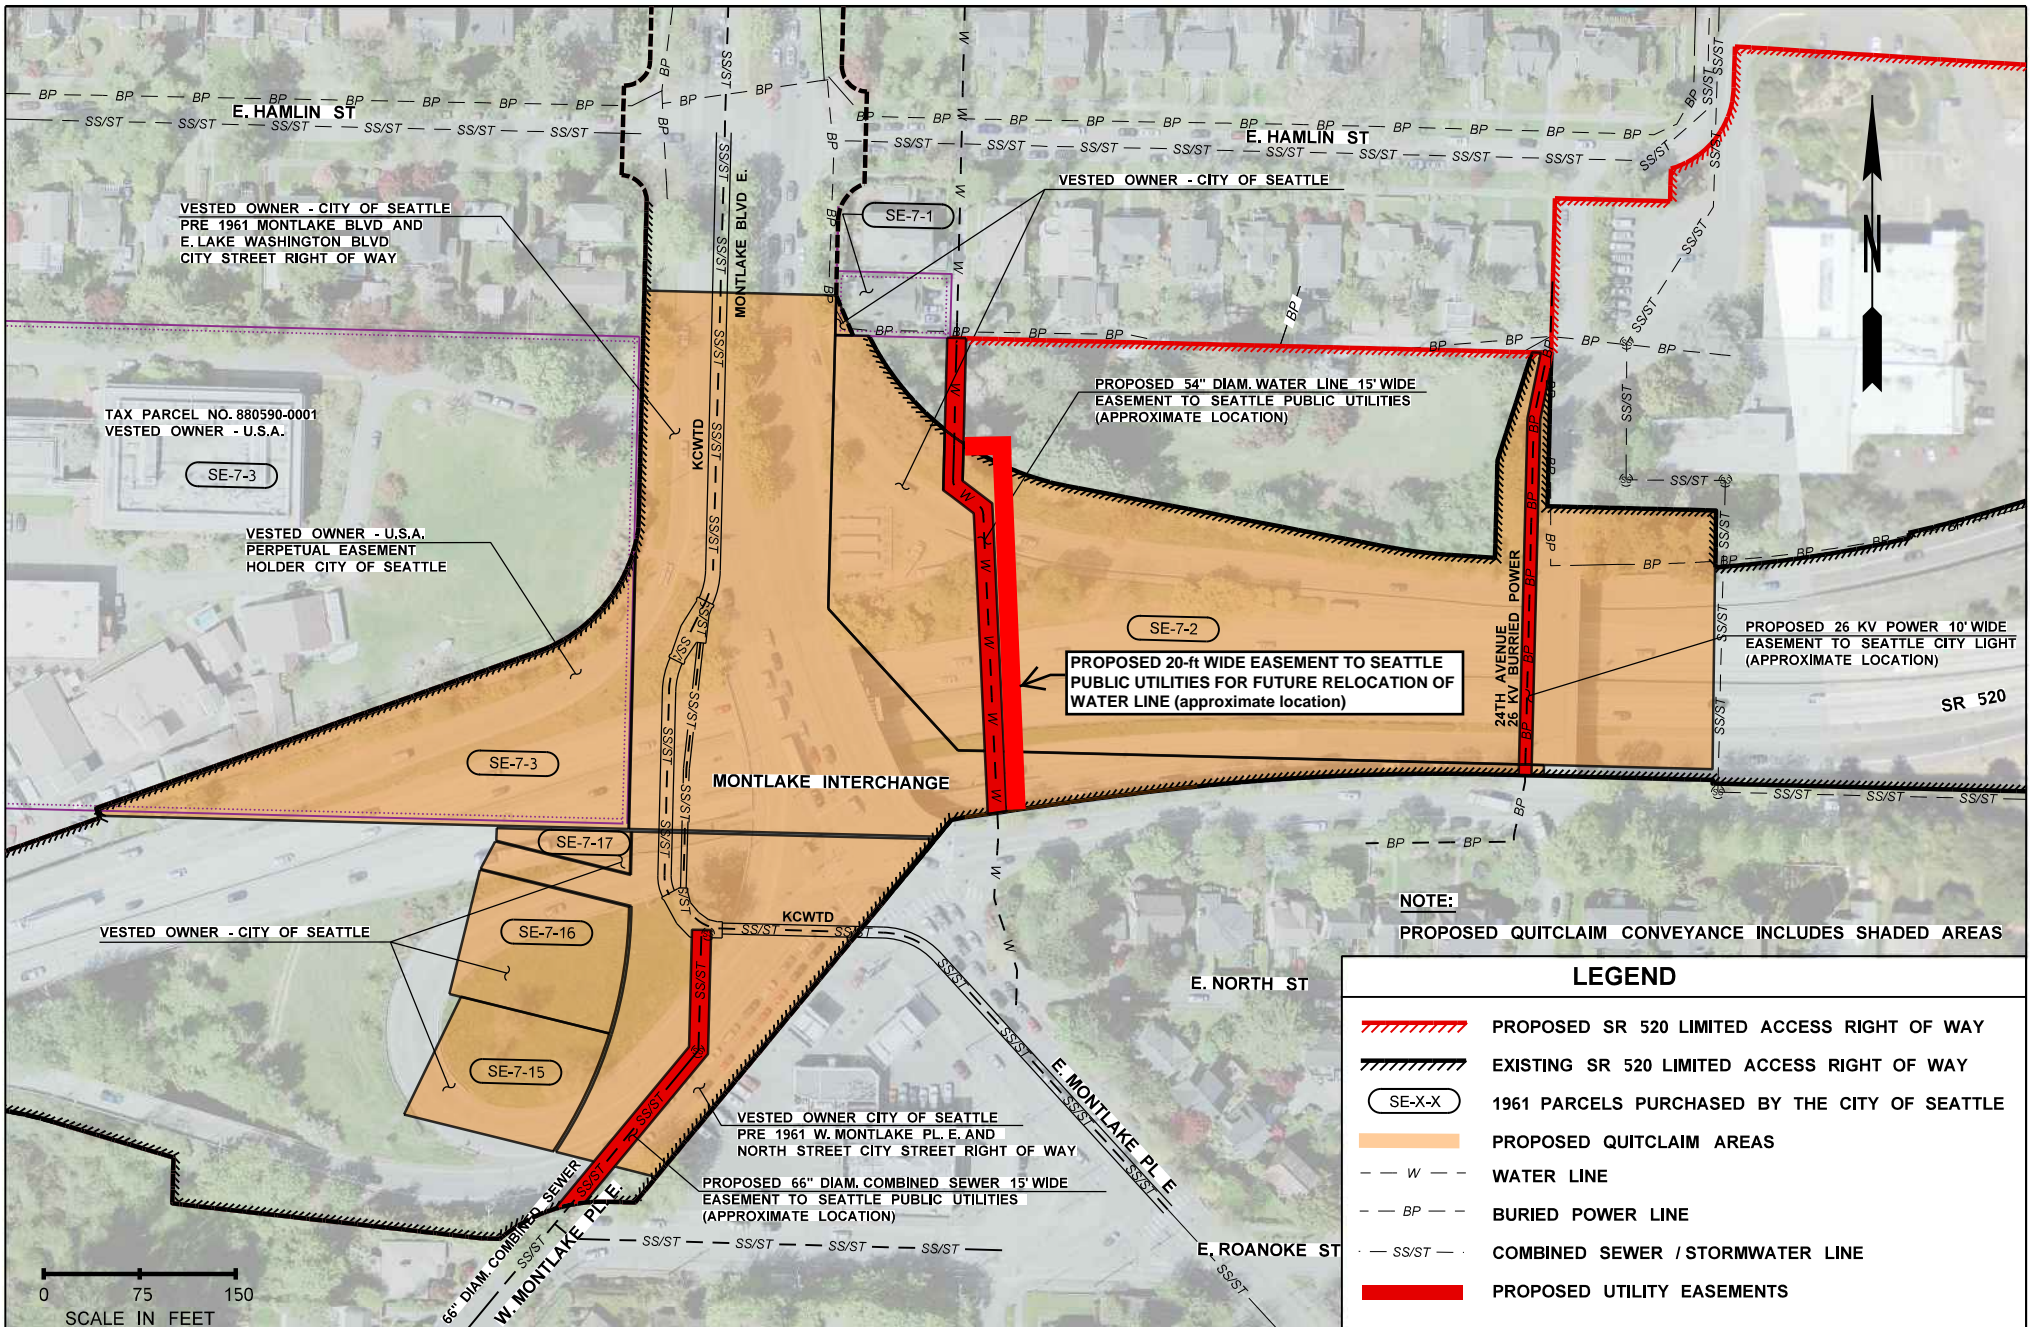 E. HAMLIN ST
E. HAMLIN ST
MONTLAKE BLVD E.
VESTED OWNER - CITY OF SEATTLE
SE-7-1
VESTED OWNER - CITY OF SEATTLE
PRE 1961 MONTLAKE BLVD AND
E. LAKE WASHINGTON BLVD
CITY STREET RIGHT OF WAY
N
TAX PARCEL NO. 880590-0001
VESTED OWNER - U.S.A.
SE-7-3
KCWTD
PROPOSED 54" DIAM. WATER LINE 15' WIDE
EASEMENT TO SEATTLE PUBLIC UTILITIES
(APPROXIMATE LOCATION)
VESTED OWNER - U.S.A.
PERPETUAL EASEMENT
HOLDER CITY OF SEATTLE
SE-7-2
24TH AVENUE
26 KV BURRIED POWER
PROPOSED 26 KV POWER 10' WIDE
EASEMENT TO SEATTLE CITY LIGHT
(APPROXIMATE LOCATION)
SR 520
PROPOSED 20-ft WIDE EASEMENT TO SEATTLE
PUBLIC UTILITIES FOR FUTURE RELOCATION OF
WATER LINE (approximate location)
SE-7-3
MONTLAKE INTERCHANGE
SE-7-17
VESTED OWNER - CITY OF SEATTLE
SE-7-16
KCWTD
SE-7-15
E. NORTH ST
NOTE:
PROPOSED QUITCLAIM CONVEYANCE INCLUDES SHADED AREAS
E. MONTLAKE PL E
VESTED OWNER CITY OF SEATTLE
PRE 1961 W. MONTLAKE PL. E. AND
NORTH STREET CITY STREET RIGHT OF WAY
PROPOSED 66" DIAM. COMBINED SEWER 15' WIDE
EASEMENT TO SEATTLE PUBLIC UTILITIES
(APPROXIMATE LOCATION)
66" DIAM. COMBINED SEWER
W. MONTLAKE PL. E.
E. ROANOKE ST
0 75 150
SCALE IN FEET
LEGEND
PROPOSED SR 520 LIMITED ACCESS RIGHT OF WAY
EXISTING SR 520 LIMITED ACCESS RIGHT OF WAY
SE-X-X 1961 PARCELS PURCHASED BY THE CITY OF SEATTLE
PROPOSED QUITCLAIM AREAS
W WATER LINE
BP BURIED POWER LINE
SS/ST COMBINED SEWER / STORMWATER LINE
PROPOSED UTILITY EASEMENTS